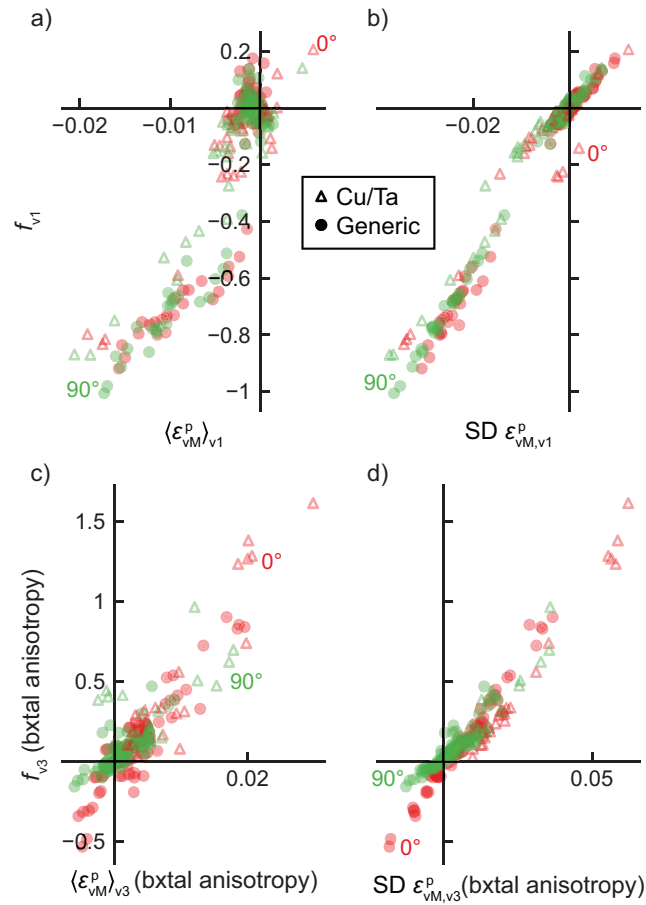 a)
0.2
0°
−0.02
−0.01
−0.2
−0.4
−0.6
−0.8
−1
f_v1
90°
⟨ε^p_vM⟩_v1
b)
−0.02
0°
Cu/Ta
Generic
90°
SD ε^p_vM,v1
c)
1.5
1
0.5
−0.5
0°
90°
0.02
f_v3 (bxtal anisotropy)
⟨ε^p_vM⟩_v3 (bxtal anisotropy)
d)
90°
0°
0.05
SD ε^p_vM,v3 (bxtal anisotropy)